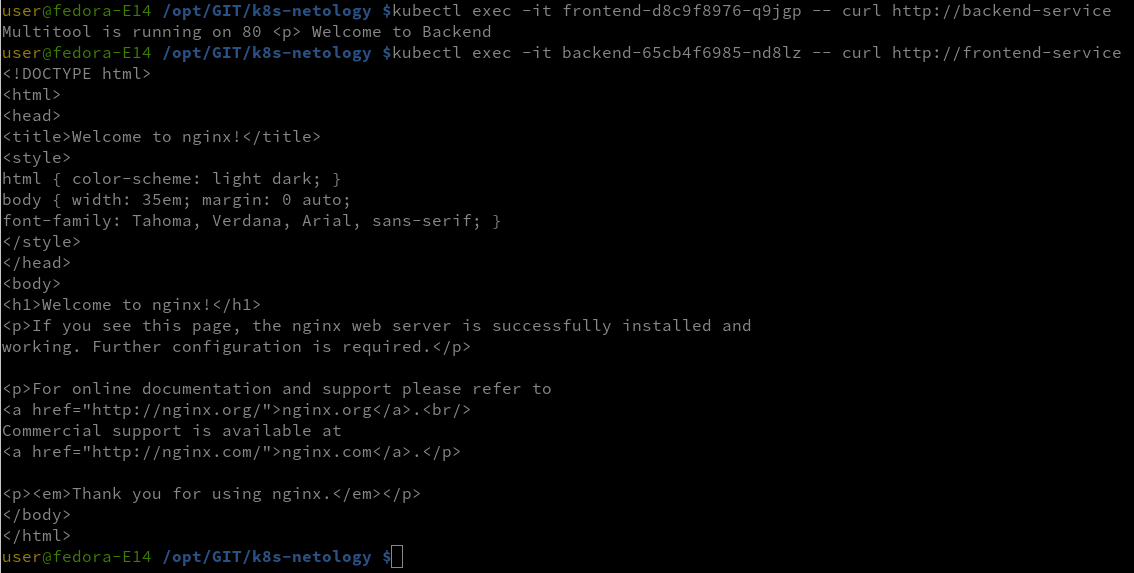 user@fedora-E14 /opt/GIT/k8s-netology $kubectl exec -it frontend-d8c9f8976-q9jgp -- curl http://backend-service
Multitool is running on 80 <p> Welcome to Backend
user@fedora-E14 /opt/GIT/k8s-netology $kubectl exec -it backend-65cb4f6985-nd8lz -- curl http://frontend-service
<!DOCTYPE html>
<html>
<head>
<title>Welcome to nginx!</title>
<style>
html { color-scheme: light dark; }
body { width: 35em; margin: 0 auto;
font-family: Tahoma, Verdana, Arial, sans-serif; }
</style>
</head>
<body>
<h1>Welcome to nginx!</h1>
<p>If you see this page, the nginx web server is successfully installed and
working. Further configuration is required.</p>

<p>For online documentation and support please refer to
<a href="http://nginx.org/">nginx.org</a>.<br/>
Commercial support is available at
<a href="http://nginx.com/">nginx.com</a>.</p>

<p><em>Thank you for using nginx.</em></p>
</body>
</html>
user@fedora-E14 /opt/GIT/k8s-netology $